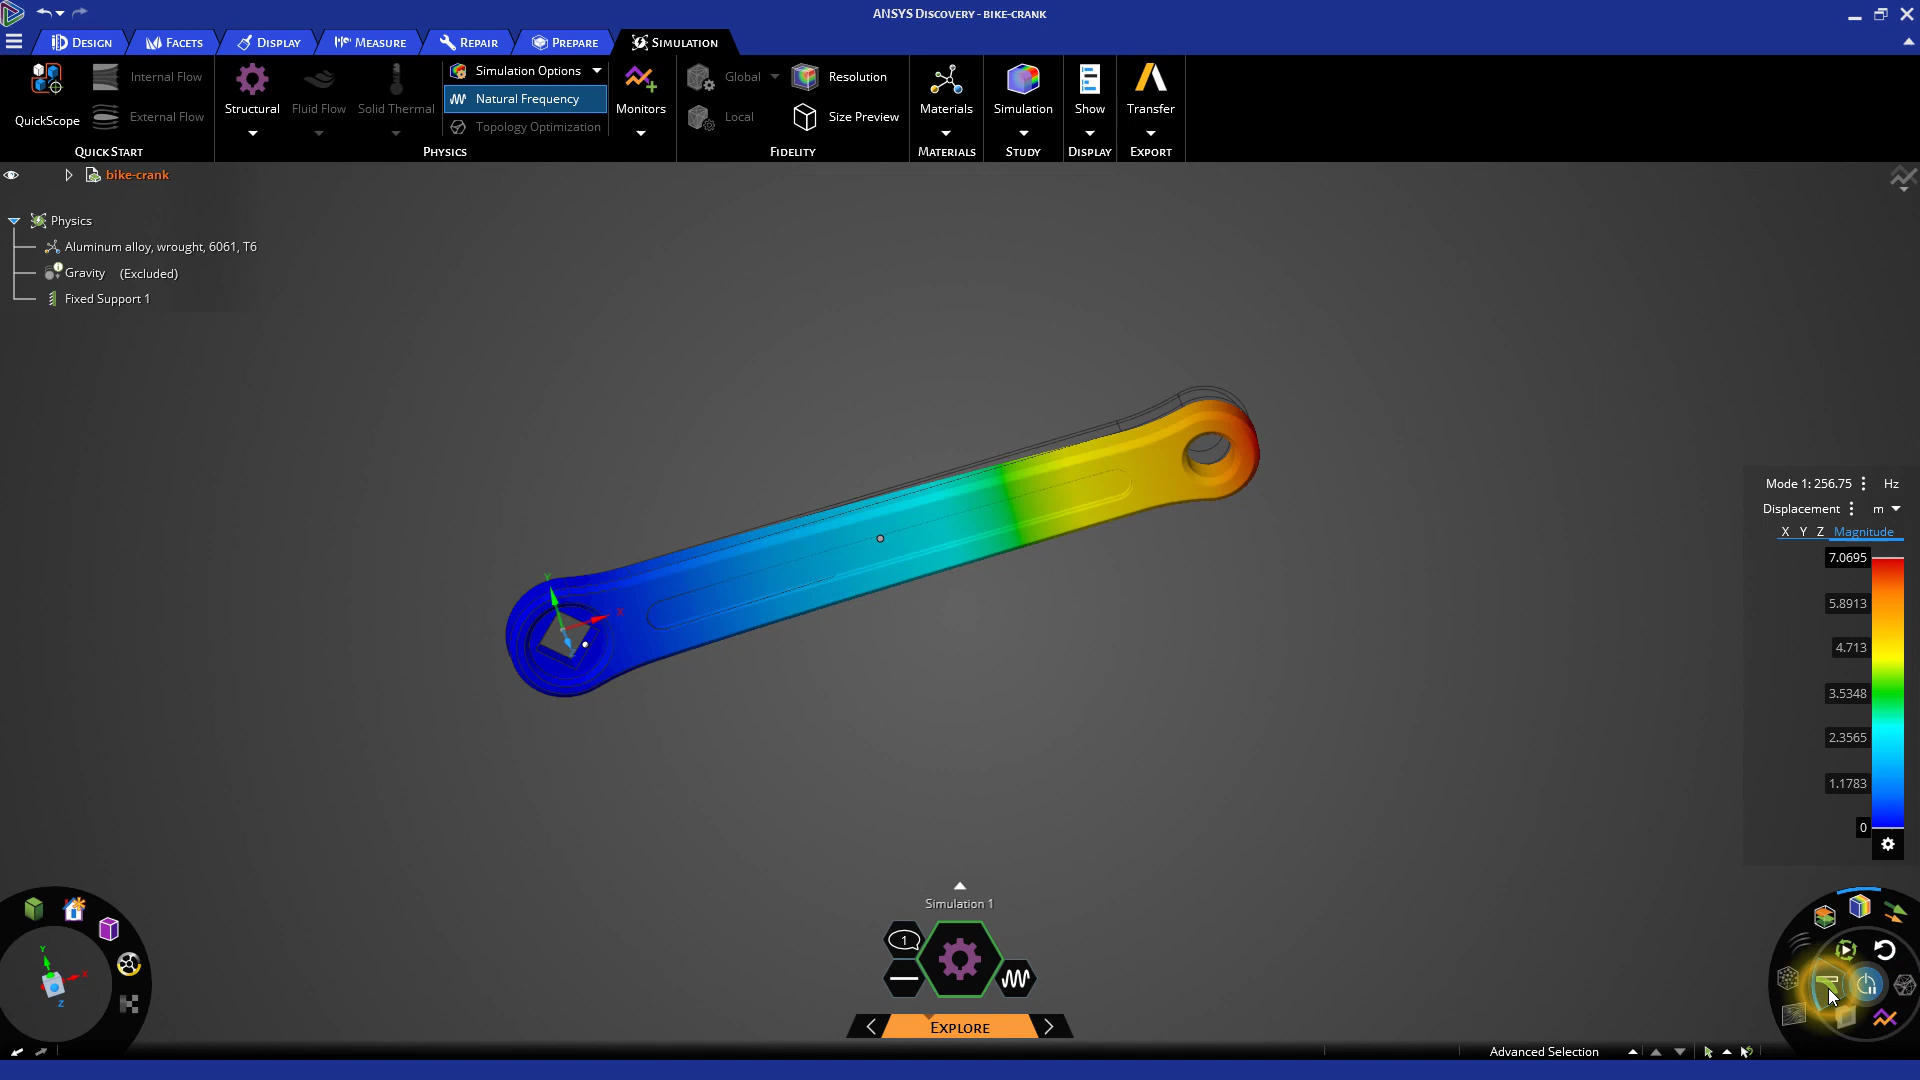 ANSYS Discovery - bike-crank
Design
Facets
Display
Measure
Repair
Prepare
Simulation
QuickScope
Internal Flow
External Flow
Quick Start
Structural
Fluid Flow
Solid Thermal
Simulation Options
Natural Frequency
Topology Optimization
Physics
Monitors
Global
Local
Resolution
Size Preview
Fidelity
Materials
Materials
Simulation
Study
Show
Display
Transfer
Export
bike-crank
Physics
Aluminum alloy, wrought, 6061, T6
Gravity (Excluded)
Fixed Support 1
Y
X
Mode 1: 256.75 Hz
Displacement m
X Y Z Magnitude
7.0695
5.8913
4.713
3.5348
2.3565
1.1783
0
Y
X
Z
Simulation 1
1
Explore
Advanced Selection